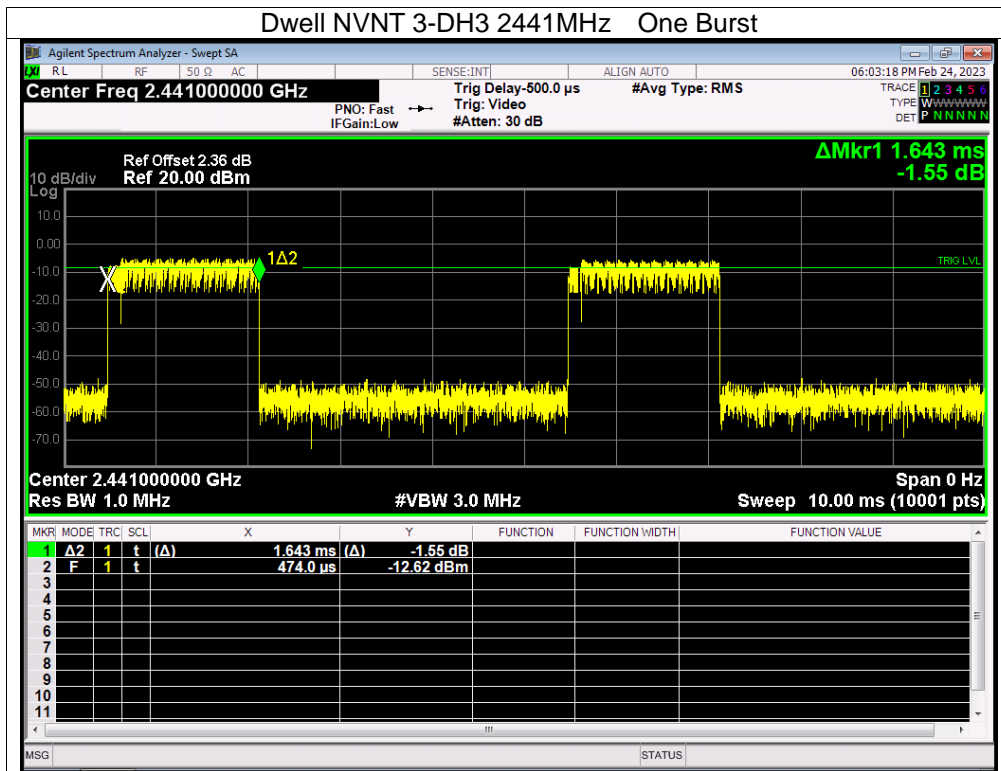 Dwell NVNT 3-DH3 2441MHz One Burst
Agilent Spectrum Analyzer - Swept SA
LXI RL RF 50 Ω AC SENSE:INT ALIGN AUTO 06:03:18 PM Feb 24, 2023
Center Freq 2.441000000 GHz Trig Delay-500.0 µs #Avg Type: RMS TRACE 1 2 3 4 5 6
PNO: Fast Trig: Video TYPE WWWWWW
IFGain:Low #Atten: 30 dB DET P N N N N N
ΔMkr1 1.643 ms
-1.55 dB
Ref Offset 2.36 dB
10 dB/div Ref 20.00 dBm
Log
10.0
0.00
1Δ2
TRIG LVL
-10.0
-20.0
-30.0
-40.0
-50.0
-60.0
-70.0
Center 2.441000000 GHz Span 0 Hz
Res BW 1.0 MHz #VBW 3.0 MHz Sweep 10.00 ms (10001 pts)
MKR MODE TRC SCL X Y FUNCTION FUNCTION WIDTH FUNCTION VALUE
1 Δ2 1 t (Δ) 1.643 ms (Δ) -1.55 dB
2 F 1 t 474.0 µs -12.62 dBm
3
4
5
6
7
8
9
10
11
MSG STATUS